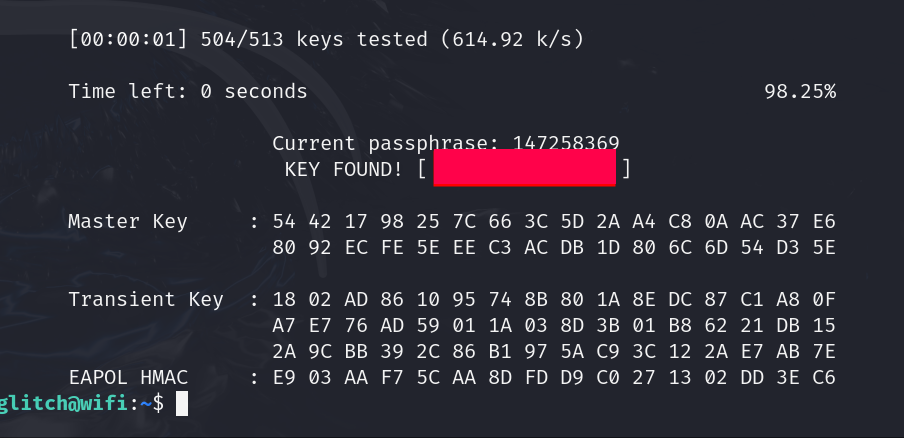 [00:00:01] 504/513 keys tested (614.92 k/s)
Time left: 0 seconds 98.25%
Current passphrase: 147258369
KEY FOUND! [ ]
Master Key : 54 42 17 98 25 7C 66 3C 5D 2A A4 C8 0A AC 37 E6
80 92 EC FE 5E EE C3 AC DB 1D 80 6C 6D 54 D3 5E
Transient Key : 18 02 AD 86 10 95 74 8B 80 1A 8E DC 87 C1 A8 0F
A7 E7 76 AD 59 01 1A 03 8D 3B 01 B8 62 21 DB 15
2A 9C BB 39 2C 86 B1 97 5A C9 3C 12 2A E7 AB 7E
EAPOL HMAC : E9 03 AA F7 5C AA 8D FD D9 C0 27 13 02 DD 3E C6
glitch@wifi:~$